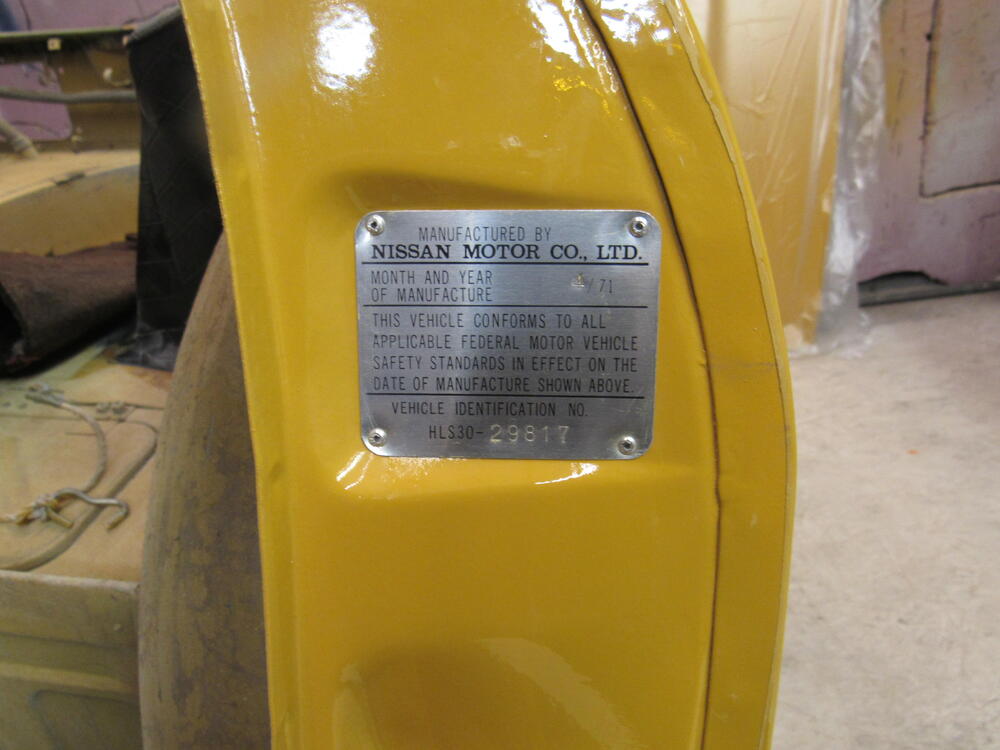 MANUFACTURED BY
NISSAN MOTOR CO., LTD.
MONTH AND YEAR
OF MANUFACTURE 4/71
THIS VEHICLE CONFORMS TO ALL
APPLICABLE FEDERAL MOTOR VEHICLE
SAFETY STANDARDS IN EFFECT ON THE
DATE OF MANUFACTURE SHOWN ABOVE.
VEHICLE IDENTIFICATION NO.
HLS30-29817